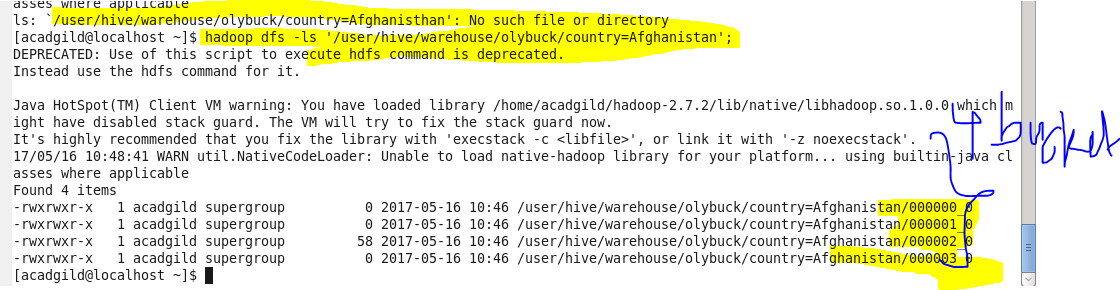 asses where applicable
ls: `/user/hive/warehouse/olybuck/country=Afghanisthan': No such file or directory
[acadgild@localhost ~]$ hadoop dfs -ls '/user/hive/warehouse/olybuck/country=Afghanistan';
DEPRECATED: Use of this script to execute hdfs command is deprecated.
Instead use the hdfs command for it.
Java HotSpot(TM) Client VM warning: You have loaded library /home/acadgild/hadoop-2.7.2/lib/native/libhadoop.so.1.0.0 which m
ight have disabled stack guard. The VM will try to fix the stack guard now.
It's highly recommended that you fix the library with 'execstack -c <libfile>', or link it with '-z noexecstack'.
17/05/16 10:48:41 WARN util.NativeCodeLoader: Unable to load native-hadoop library for your platform... using builtin-java cl
asses where applicable
Found 4 items
-rwxrwxr-x   1 acadgild supergroup          0 2017-05-16 10:46 /user/hive/warehouse/olybuck/country=Afghanistan/000000_0
-rwxrwxr-x   1 acadgild supergroup          0 2017-05-16 10:46 /user/hive/warehouse/olybuck/country=Afghanistan/000001_0
-rwxrwxr-x   1 acadgild supergroup         58 2017-05-16 10:46 /user/hive/warehouse/olybuck/country=Afghanistan/000002_0
-rwxrwxr-x   1 acadgild supergroup          0 2017-05-16 10:46 /user/hive/warehouse/olybuck/country=Afghanistan/000003_0
[acadgild@localhost ~]$
4 bucket